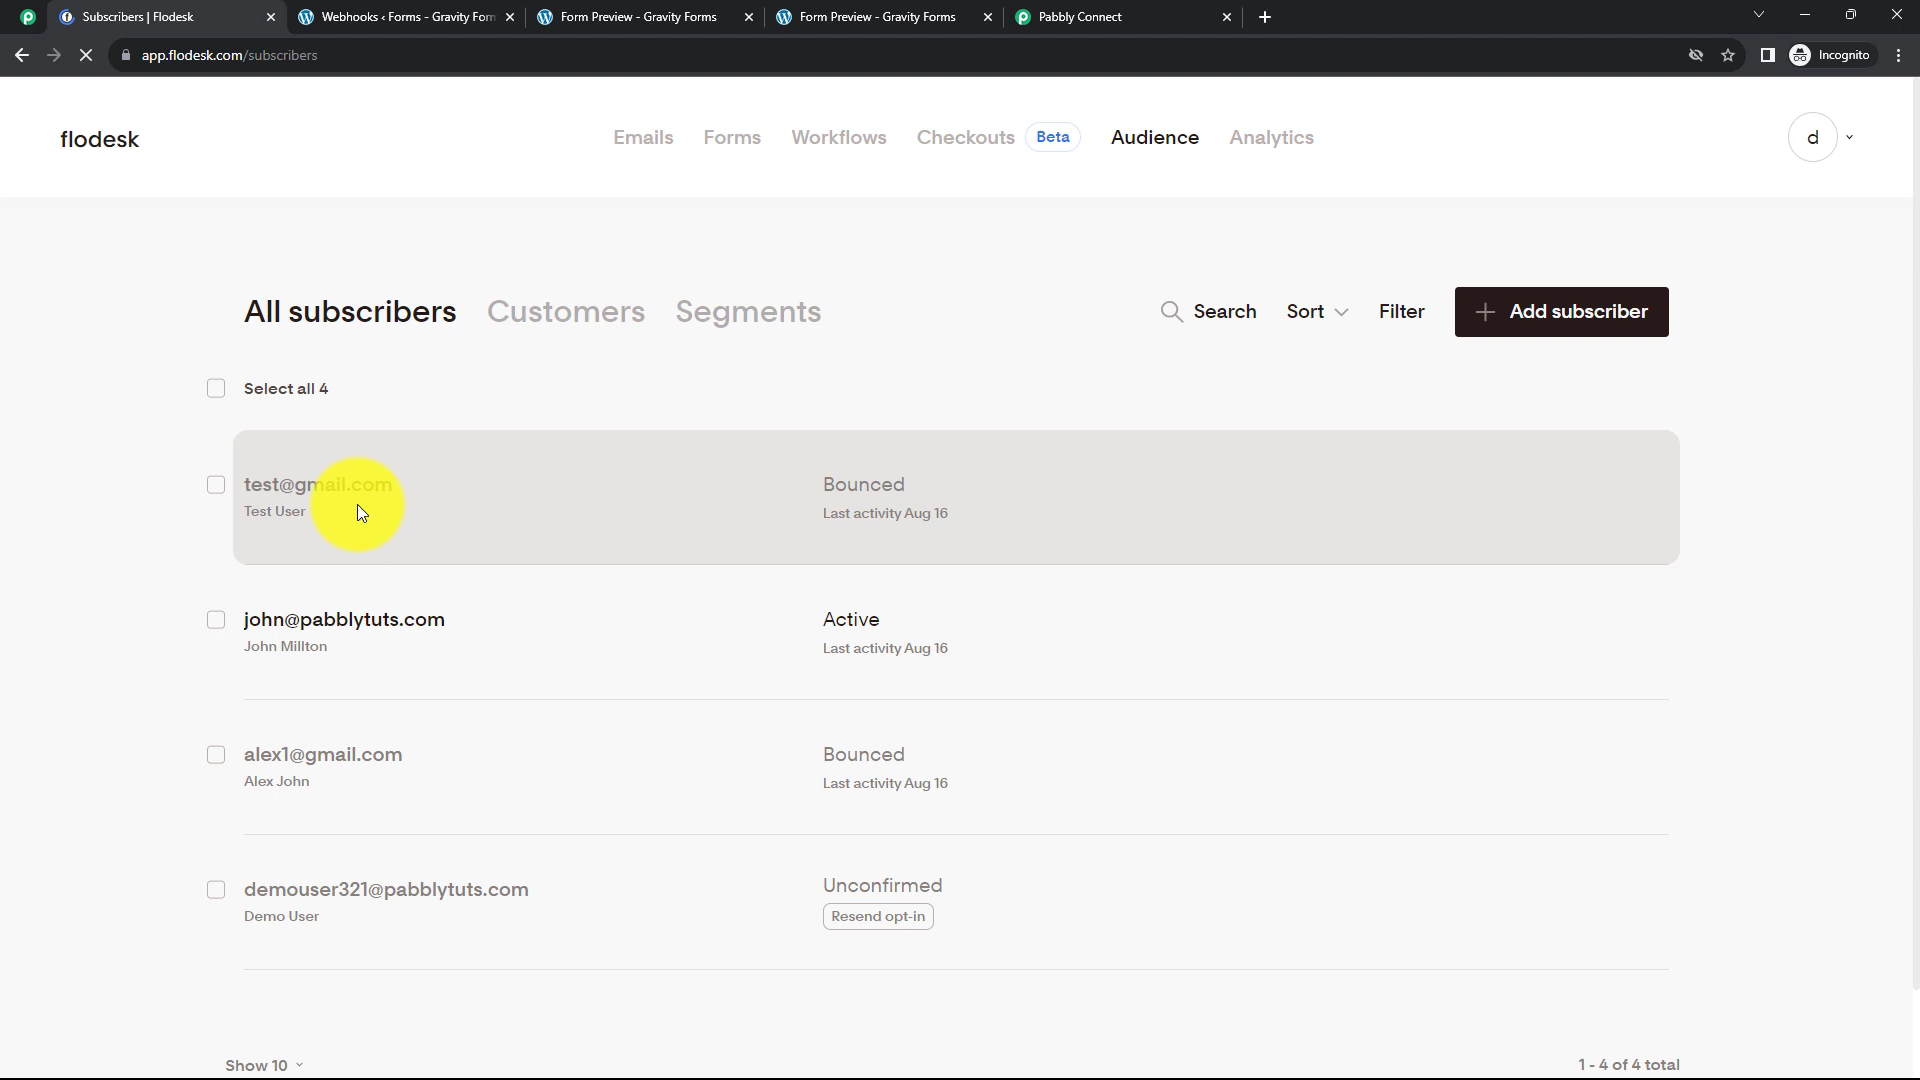 Subscribers | Flodesk
Webhooks ‹ Forms - Gravity Form
Form Preview - Gravity Forms
Form Preview - Gravity Forms
Pabbly Connect
app.flodesk.com/subscribers
Incognito
flodesk
Emails
Forms
Workflows
Checkouts
Beta
Audience
Analytics
d
All subscribers
Customers
Segments
Search
Sort
Filter
Add subscriber
Select all 4
test@gmail.com
Bounced
Test User
Last activity Aug 16
john@pabblytuts.com
Active
John Millton
Last activity Aug 16
alex1@gmail.com
Bounced
Alex John
Last activity Aug 16
demouser321@pabblytuts.com
Unconfirmed
Demo User
Resend opt-in
Show 10
1 - 4 of 4 total